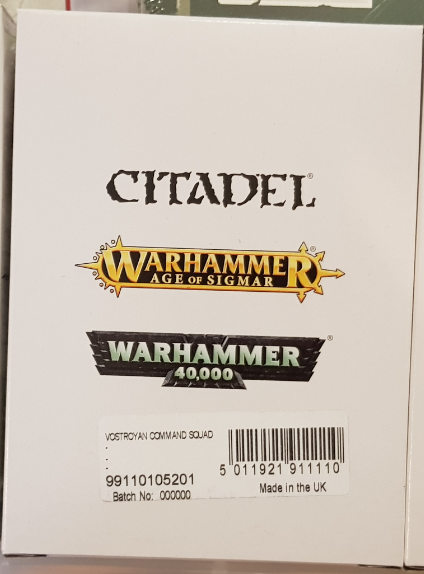 CITADEL®
WARHAMMER®
AGE OF SIGMAR
WARHAMMER®
40,000
VOSTROYAN COMMAND SQUAD
-
-
-
99110105201
Batch No: 000000
5 011921 911110
Made in the UK